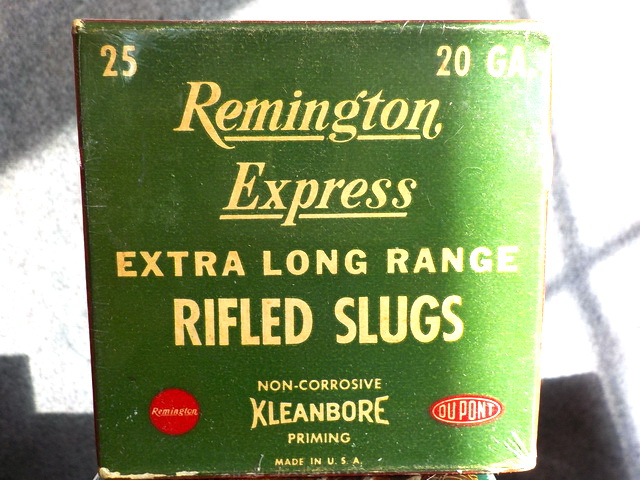 25 20 GA.
Remington
Express
EXTRA LONG RANGE
RIFLED SLUGS
NON-CORROSIVE
KLEANBORE
PRIMING
Remington
DU PONT
MADE IN U. S. A.